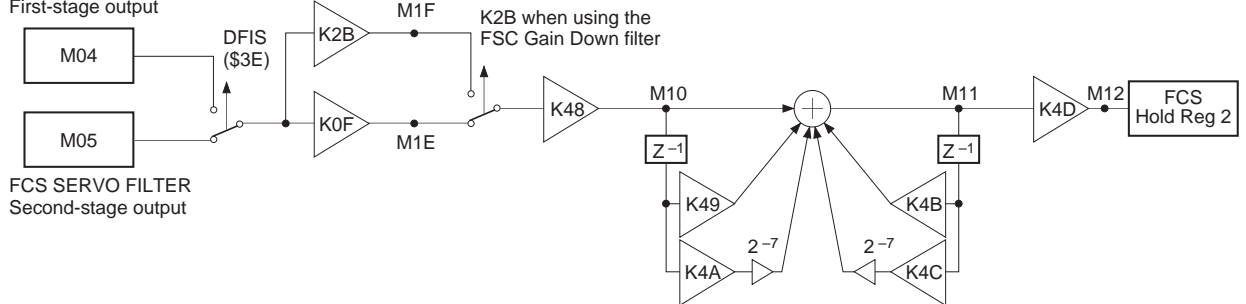 First-stage output
M04
DFIS
($3E)
M05
FCS SERVO FILTER
Second-stage output
K2B
M1F
K0F
M1E
K2B when using the
FSC Gain Down filter
K48
M10
M11
K4D
M12
FCS
Hold Reg 2
Z –1
Z –1
K49
K4B
K4A
2 –7
2 –7
K4C